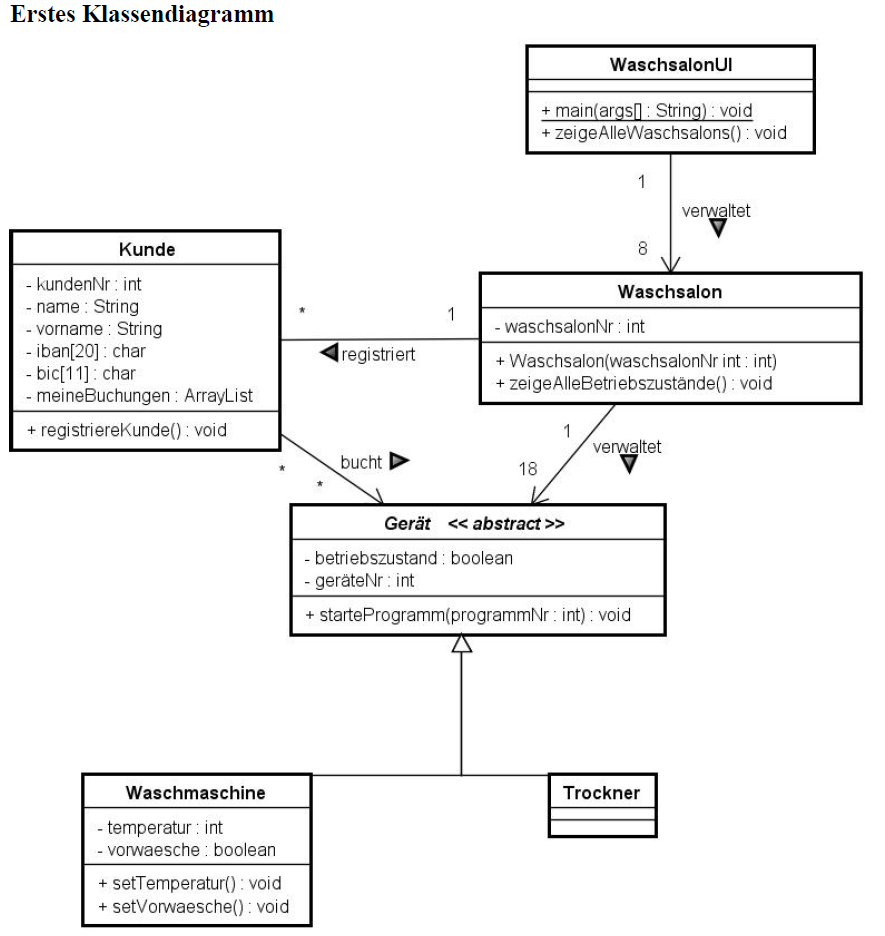 Erstes Klassendiagramm
WaschsalonUI
+ main(args[] : String) : void
+ zeigeAlleWaschsalons() : void
1
verwaltet
8
Kunde
- kundenNr : int
- name : String
- vorname : String
- iban[20] : char
- bic[11] : char
- meineBuchungen : ArrayList
+ registriereKunde() : void
*
1
registriert
Waschsalon
- waschsalonNr : int
+ Waschsalon(waschsalonNr int : int)
+ zeigeAlleBetriebszustände() : void
1
verwaltet
18
*
bucht
*
Gerät << abstract >>
- betriebszustand : boolean
- geräteNr : int
+ starteProgramm(programmNr : int) : void
Waschmaschine
- temperatur : int
- vorwaesche : boolean
+ setTemperatur() : void
+ setVorwaesche() : void
Trockner